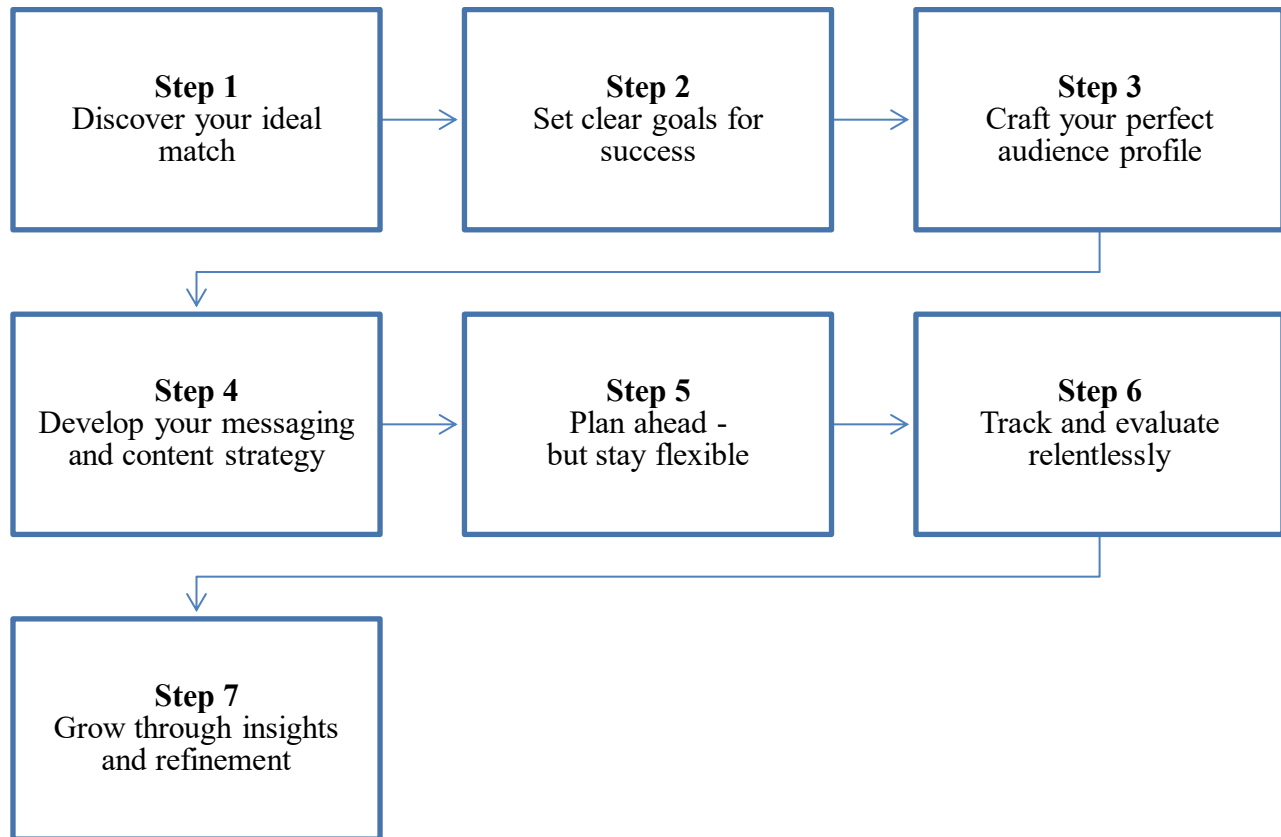 Step 1
Discover your ideal
match
Step 2
Set clear goals for
success
Step 3
Craft your perfect
audience profile
Step 4
Develop your messaging
and content strategy
Step 5
Plan ahead -
but stay flexible
Step 6
Track and evaluate
relentlessly
Step 7
Grow through insights
and refinement